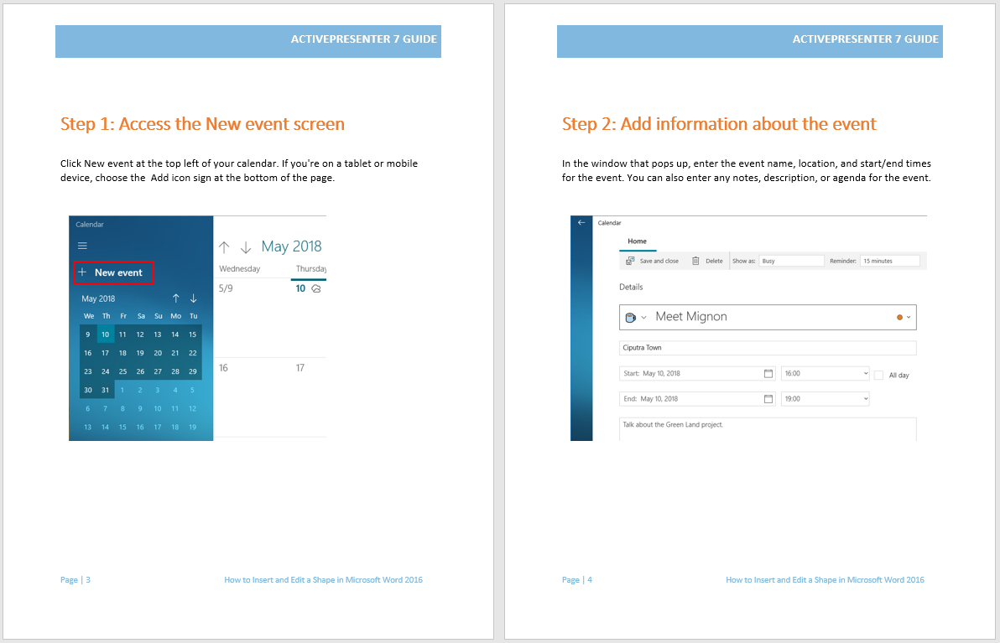 ACTIVEPRESENTER 7 GUIDE
Step 1: Access the New event screen
Click New event at the top left of your calendar. If you're on a tablet or mobile
device, choose the  Add icon sign at the bottom of the page.
Calendar
New event
May 2018
We Th Fr Sa Su Mo Tu
9 10 11 12 13 14 15
16 17 18 19 20 21 22
23 24 25 26 27 28 29
30 31 1 2 3 4 5
6 7 8 9 10 11 12
13 14 15 16 17 18 19
May 2018
Wednesday Thursday
5/9 10
16 17
Page | 3 How to Insert and Edit a Shape in Microsoft Word 2016
ACTIVEPRESENTER 7 GUIDE
Step 2: Add information about the event
In the window that pops up, enter the event name, location, and start/end times
for the event. You can also enter any notes, description, or agenda for the event.
Calendar
Home
Save and close Delete Show as: Busy Reminder: 15 minutes
Details
Meet Mignon
Ciputra Town
Start: May 10, 2018 16:00 All day
End: May 10, 2018 19:00
Talk about the Green Land project.
Page | 4 How to Insert and Edit a Shape in Microsoft Word 2016